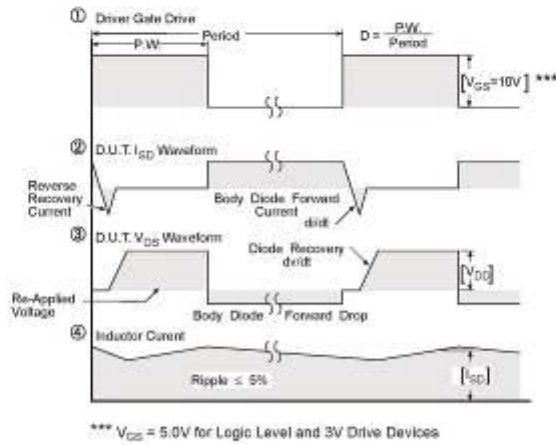 ① Driver Gate Drive
P.W.
Period
D = P.W. / Period
[VGS=10V] ***
② D.U.T. ISD Waveform
Reverse
Recovery
Current
Body Diode Forward
Current
di/dt
③ D.U.T. VDS Waveform
Diode Recovery
dv/dt
[VDD]
Re-Applied
Voltage
Body Diode Forward Drop
④ Inductor Curent
Ripple ≤ 5%
[ISD]
*** VGS = 5.0V for Logic Level and 3V Drive Devices